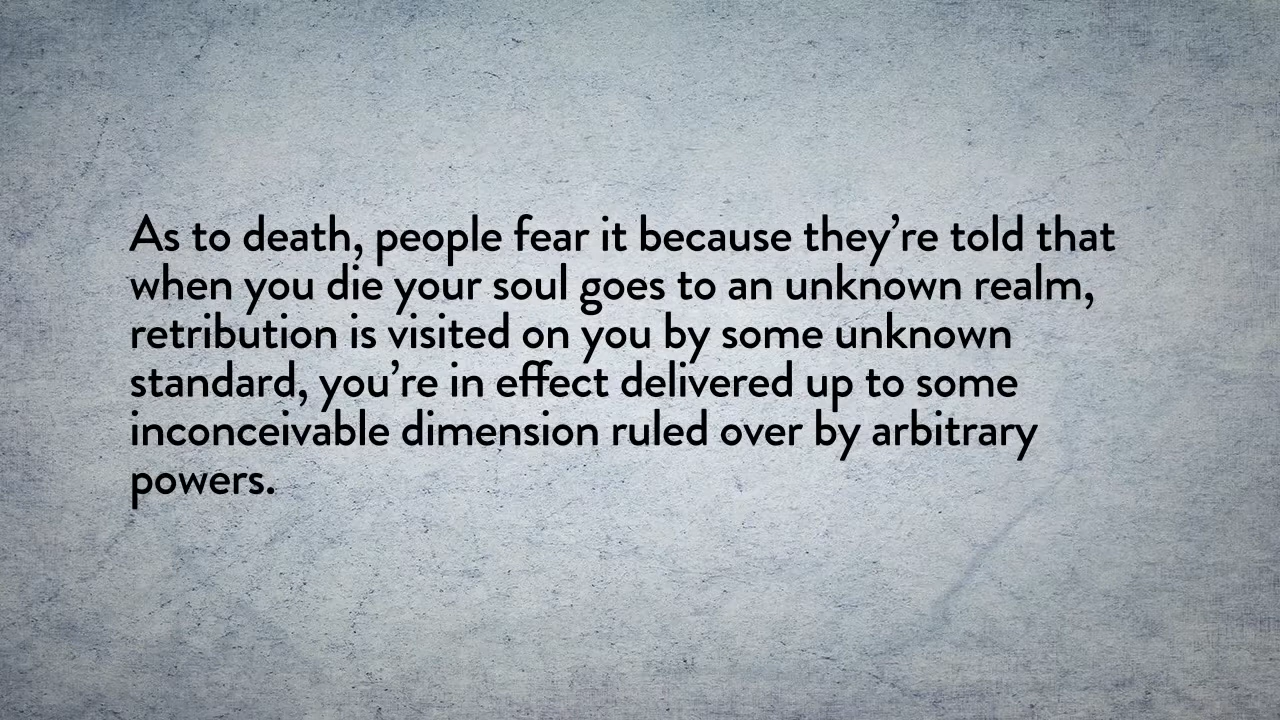 As to death, people fear it because they’re told that
when you die your soul goes to an unknown realm,
retribution is visited on you by some unknown
standard, you’re in effect delivered up to some
inconceivable dimension ruled over by arbitrary
powers.